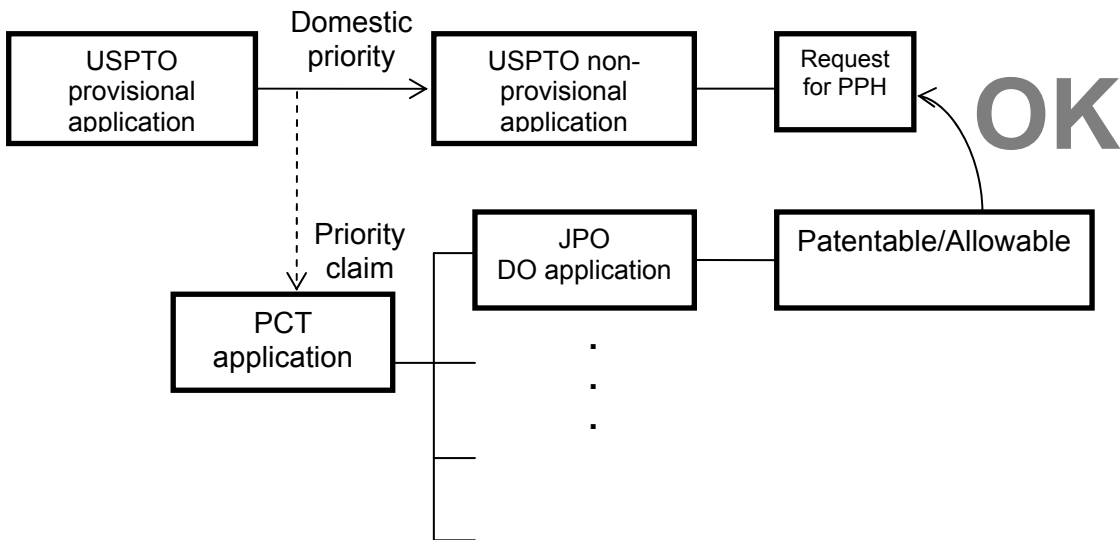 Domestic
priority
USPTO
provisional
application
USPTO non-
provisional
application
Request
for PPH
OK
Priority
claim
JPO
DO application
Patentable/Allowable
PCT
application
.
.
.